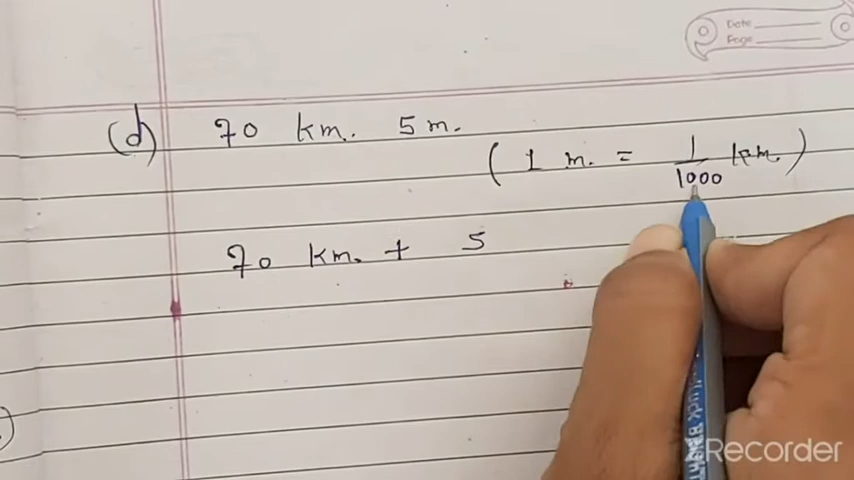 Date
Page
(d) 70 km. 5 m.
( 1 m. = 1/1000 km. )
70 km. + 5
Recorder